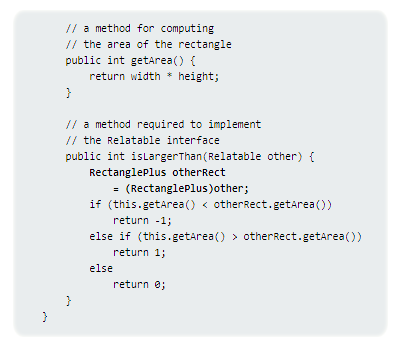 // a method for computing
// the area of the rectangle
public int getArea() {
return width * height;
}
// a method required to implement
// the Relatable interface
public int isLargerThan(Relatable other) {
RectanglePlus otherRect
= (RectanglePlus)other;
if (this.getArea() < otherRect.getArea())
return -1;
else if (this.getArea() > otherRect.getArea())
return 1;
else
return 0;
}
}